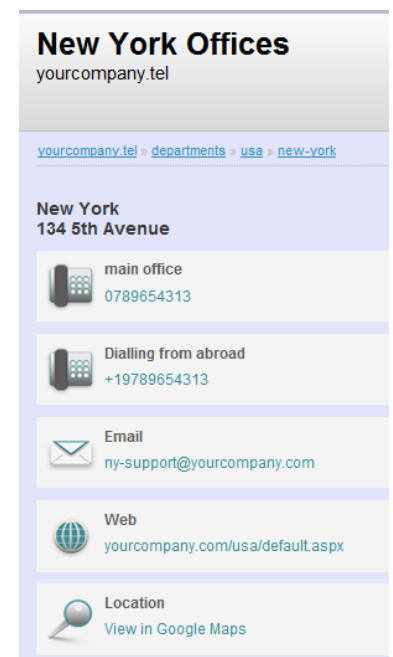 New York Offices
yourcompany.tel
yourcompany.tel » departments » usa » new-york
New York
134 5th Avenue
main office
0789654313
Dialling from abroad
+19789654313
Email
ny-support@yourcompany.com
Web
yourcompany.com/usa/default.aspx
Location
View in Google Maps